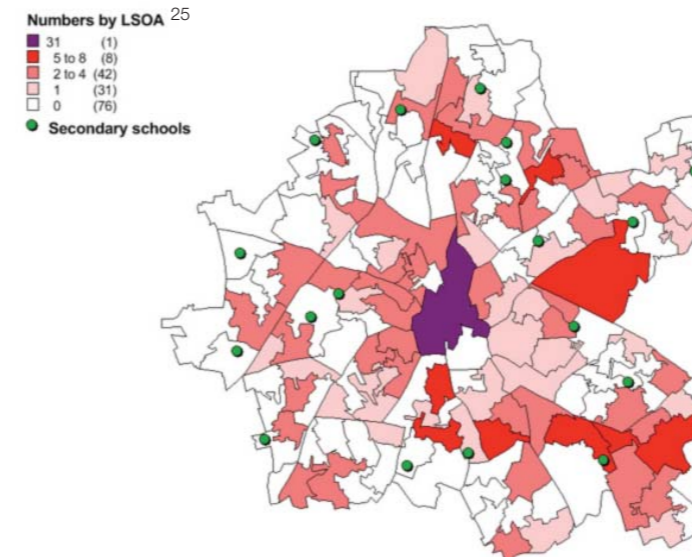 Numbers by LSOA 25
31 (1)
5 to 8 (8)
2 to 4 (42)
1 (31)
0 (76)
Secondary schools